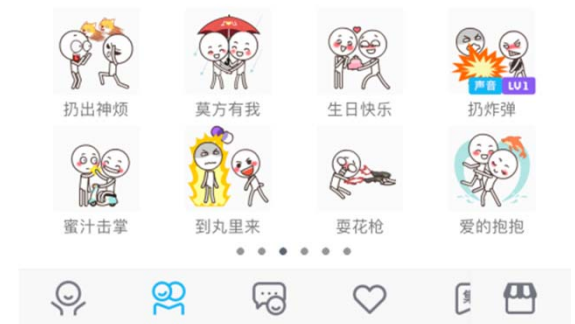 扔出神烦
莫方有我
生日快乐
声音 LV1
扔炸弹
蜜汁击掌
到丸里来
耍花枪
爱的抱抱